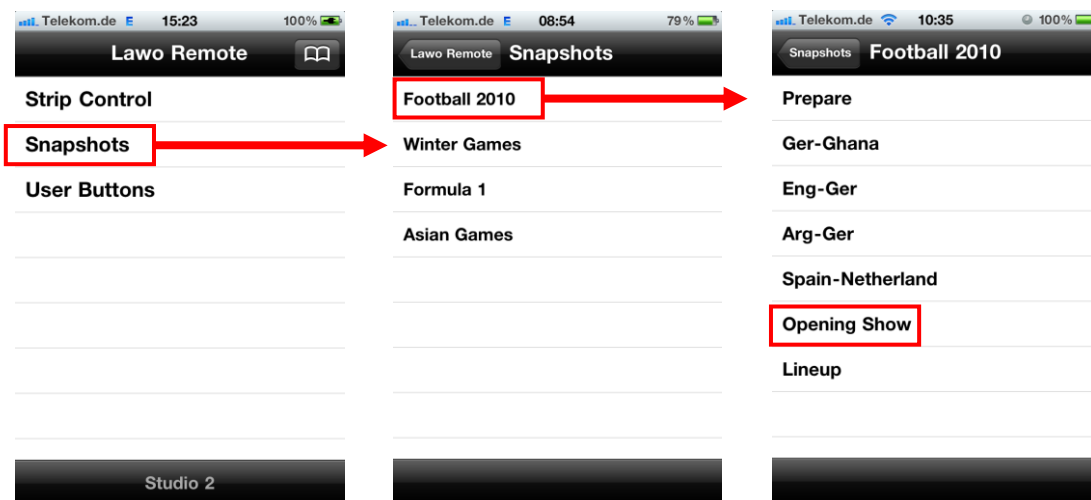 Telekom.de E 15:23 100%
Lawo Remote
Strip Control
Snapshots
User Buttons
Studio 2
Telekom.de E 08:54 79%
Lawo Remote Snapshots
Football 2010
Winter Games
Formula 1
Asian Games
Telekom.de 10:35 100%
Snapshots Football 2010
Prepare
Ger-Ghana
Eng-Ger
Arg-Ger
Spain-Netherland
Opening Show
Lineup